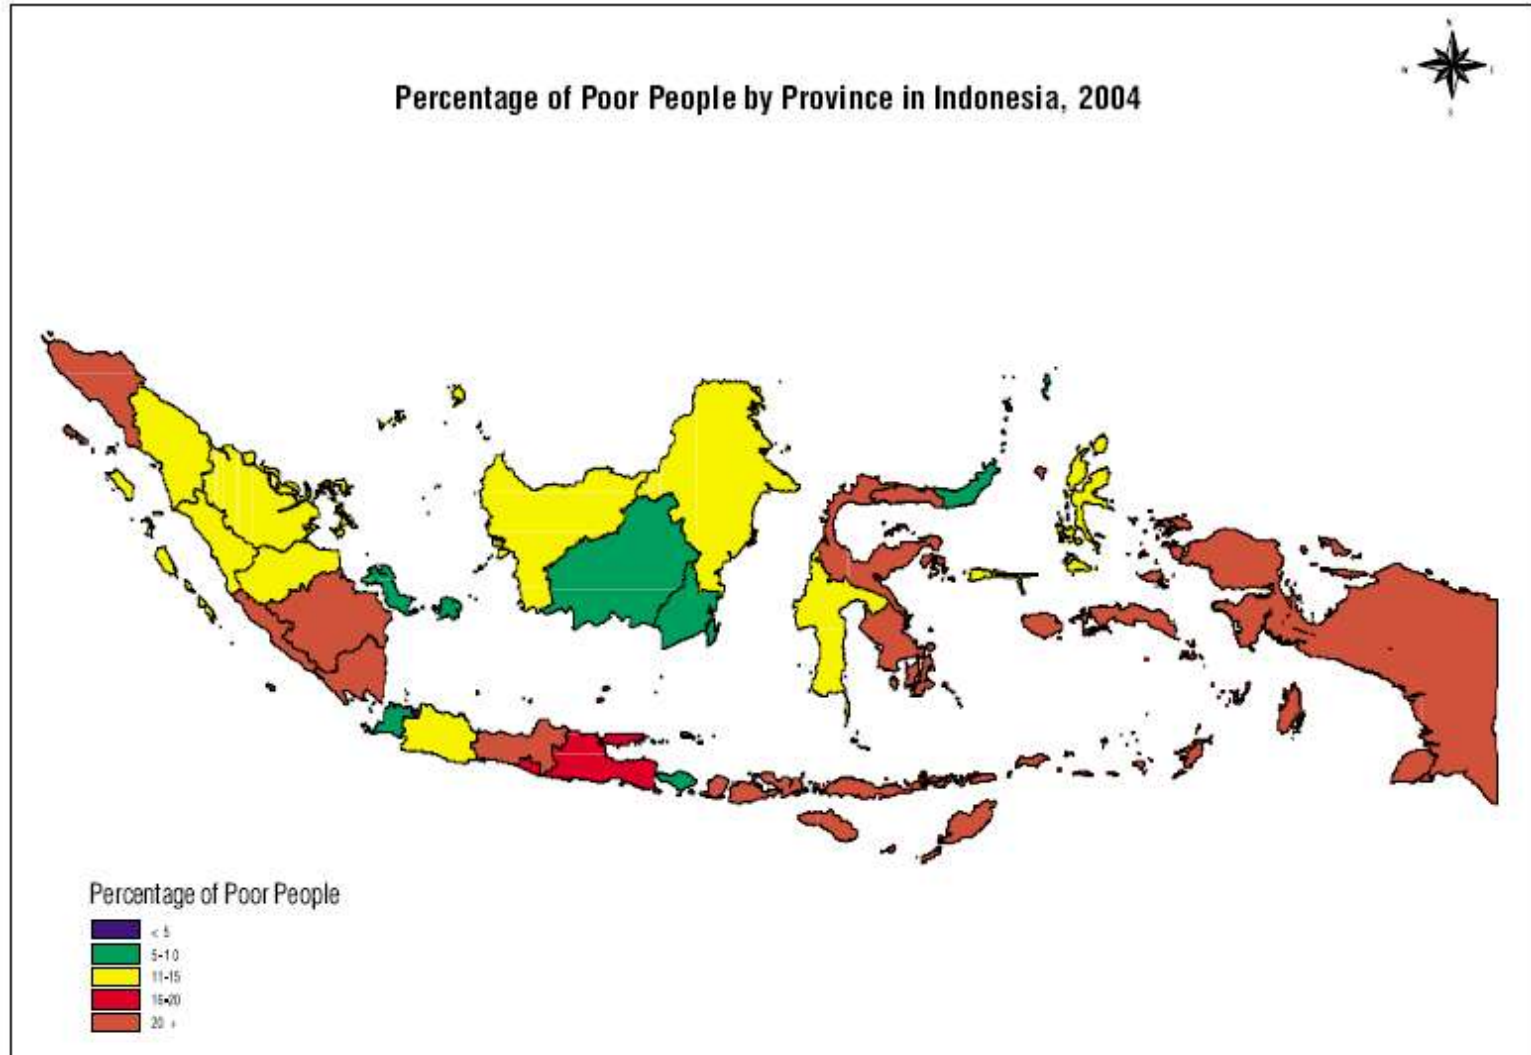 Percentage of Poor People by Province in Indonesia, 2004
N
W
Percentage of Poor People
< 5
5-10
11-15
16-20
20 +